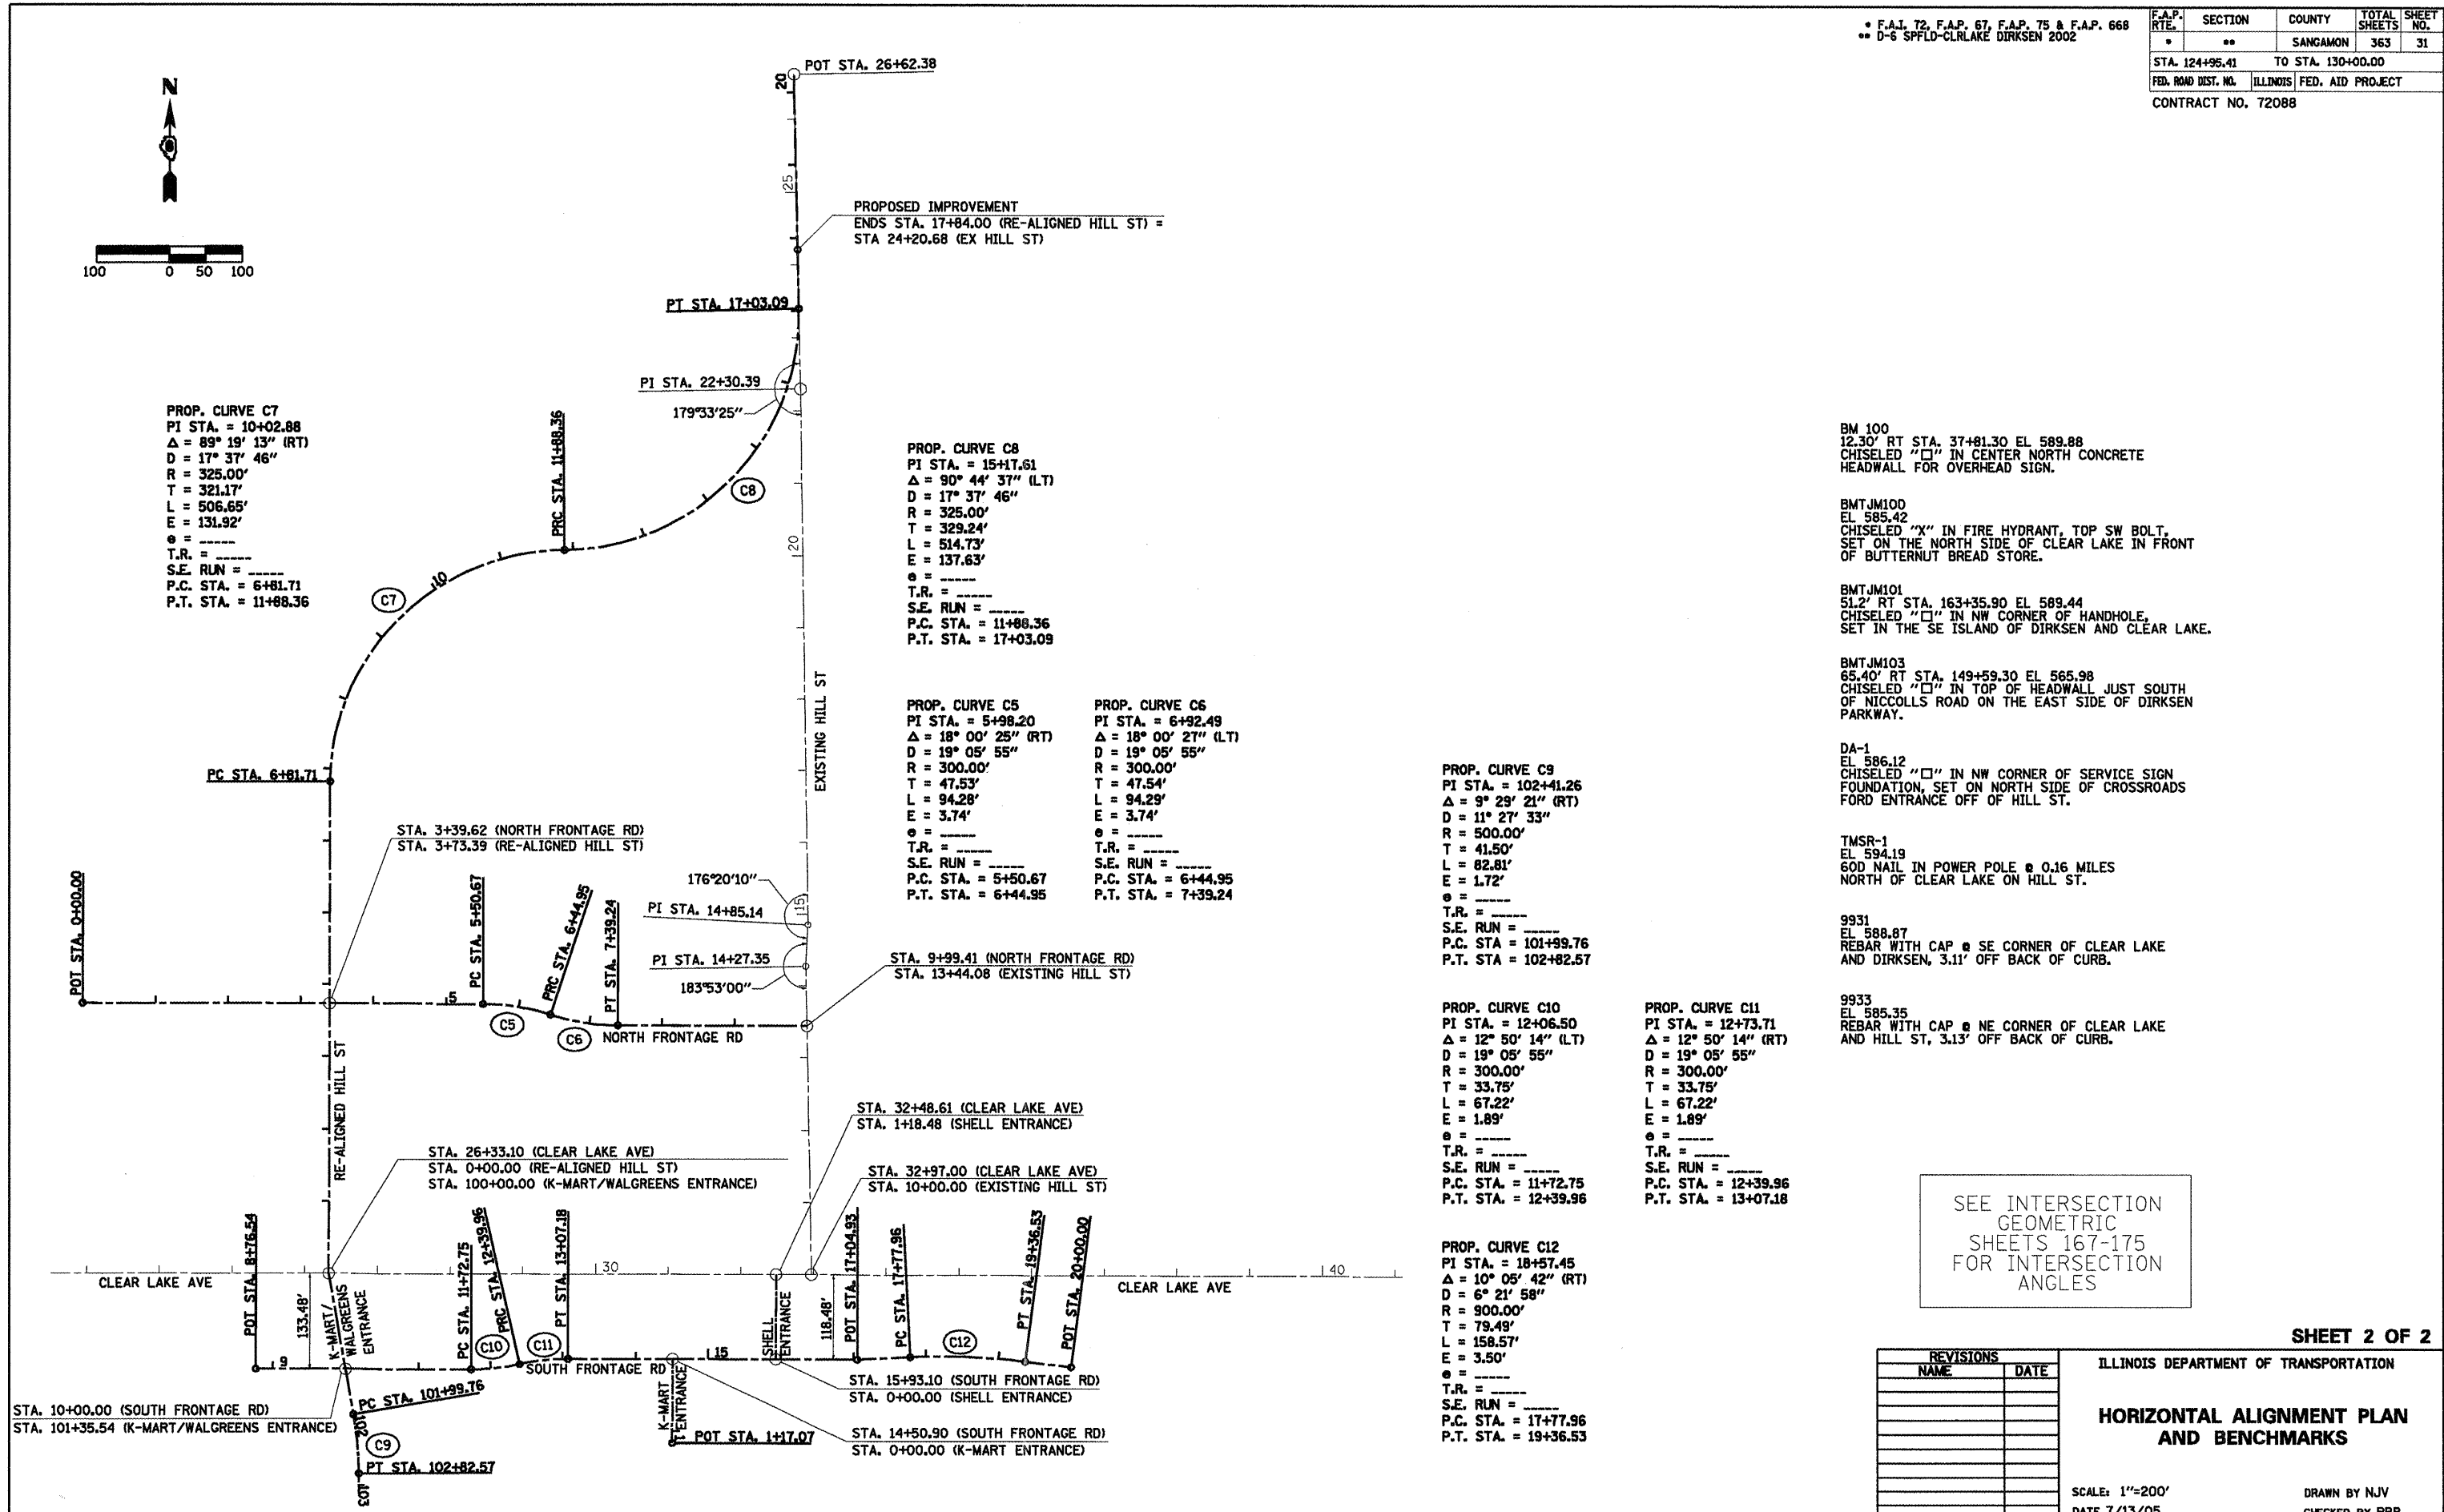 * F.A.I. 72, F.A.P. 67, F.A.P. 75 & F.A.P. 668
** D-6 SPFLD-CLRLAKE DIRKSEN 2002
F.A.P. RTE. SECTION COUNTY TOTAL SHEETS SHEET NO.
* ** SANGAMON 363 31
STA. 124+95.41 TO STA. 130+00.00
FED. ROAD DIST. NO. ILLINOIS FED. AID PROJECT
CONTRACT NO. 72088
N
100 0 50 100
POT STA. 26+62.38
20
25
PROPOSED IMPROVEMENT
ENDS STA. 17+84.00 (RE-ALIGNED HILL ST) =
STA 24+20.68 (EX HILL ST)
PT STA. 17+03.09
PI STA. 22+30.39
179°33'25"
PROP. CURVE C7
PI STA. = 10+02.88
Δ = 89° 19' 13" (RT)
D = 17° 37' 46"
R = 325.00'
T = 321.17'
L = 506.65'
E = 131.92'
e = _____
T.R. = _____
S.E. RUN = _____
P.C. STA. = 6+81.71
P.T. STA. = 11+88.36
PRC STA. 11+88.36
C8
C7
10
20
PROP. CURVE C8
PI STA. = 15+17.61
Δ = 90° 44' 37" (LT)
D = 17° 37' 46"
R = 325.00'
T = 329.24'
L = 514.73'
E = 137.63'
e = _____
T.R. = _____
S.E. RUN = _____
P.C. STA. = 11+88.36
P.T. STA. = 17+03.09
EXISTING HILL ST
PROP. CURVE C5
PI STA. = 5+98.20
Δ = 18° 00' 25" (RT)
D = 19° 05' 55"
R = 300.00'
T = 47.53'
L = 94.28'
E = 3.74'
e = _____
T.R. = _____
S.E. RUN = _____
P.C. STA. = 5+50.67
P.T. STA. = 6+44.95
PROP. CURVE C6
PI STA. = 6+92.49
Δ = 18° 00' 27" (LT)
D = 19° 05' 55"
R = 300.00'
T = 47.54'
L = 94.29'
E = 3.74'
e = _____
T.R. = _____
S.E. RUN = _____
P.C. STA. = 6+44.95
P.T. STA. = 7+39.24
PC STA. 6+81.71
STA. 3+39.62 (NORTH FRONTAGE RD)
STA. 3+73.39 (RE-ALIGNED HILL ST)
POT STA. 0+00.00
5
PC STA. 5+50.67
PRC STA. 6+44.95
PT STA. 7+39.24
C5
C6
NORTH FRONTAGE RD
176°20'10"
PI STA. 14+85.14
15
PI STA. 14+27.35
183°53'00"
STA. 9+99.41 (NORTH FRONTAGE RD)
STA. 13+44.08 (EXISTING HILL ST)
RE-ALIGNED HILL ST
STA. 26+33.10 (CLEAR LAKE AVE)
STA. 0+00.00 (RE-ALIGNED HILL ST)
STA. 100+00.00 (K-MART/WALGREENS ENTRANCE)
STA. 32+48.61 (CLEAR LAKE AVE)
STA. 1+18.48 (SHELL ENTRANCE)
STA. 32+97.00 (CLEAR LAKE AVE)
STA. 10+00.00 (EXISTING HILL ST)
CLEAR LAKE AVE
30
40
CLEAR LAKE AVE
POT STA. 8+76.54
133.48'
K-MART/
WALGREENS
ENTRANCE
PC STA. 11+72.75
PRC STA. 12+39.96
PT STA. 13+07.18
C10
C11
9
SOUTH FRONTAGE RD
15
K-MART
ENTRANCE
SHELL
ENTRANCE
118.48'
POT STA. 17+04.93
PC STA. 17+77.96
C12
PT STA. 19+36.53
POT STA. 20+00.00
STA. 10+00.00 (SOUTH FRONTAGE RD)
STA. 101+35.54 (K-MART/WALGREENS ENTRANCE)
PC STA. 101+99.76
102
C9
PT STA. 102+82.57
103
1
POT STA. 1+17.07
STA. 15+93.10 (SOUTH FRONTAGE RD)
STA. 0+00.00 (SHELL ENTRANCE)
STA. 14+50.90 (SOUTH FRONTAGE RD)
STA. 0+00.00 (K-MART ENTRANCE)
PROP. CURVE C9
PI STA. = 102+41.26
Δ = 9° 29' 21" (RT)
D = 11° 27' 33"
R = 500.00'
T = 41.50'
L = 82.81'
E = 1.72'
e = _____
T.R. = _____
S.E. RUN = _____
P.C. STA = 101+99.76
P.T. STA = 102+82.57
PROP. CURVE C10
PI STA. = 12+06.50
Δ = 12° 50' 14" (LT)
D = 19° 05' 55"
R = 300.00'
T = 33.75'
L = 67.22'
E = 1.89'
e = _____
T.R. = _____
S.E. RUN = _____
P.C. STA. = 11+72.75
P.T. STA. = 12+39.96
PROP. CURVE C11
PI STA. = 12+73.71
Δ = 12° 50' 14" (RT)
D = 19° 05' 55"
R = 300.00'
T = 33.75'
L = 67.22'
E = 1.89'
e = _____
T.R. = _____
S.E. RUN = _____
P.C. STA. = 12+39.96
P.T. STA. = 13+07.18
PROP. CURVE C12
PI STA. = 18+57.45
Δ = 10° 05' 42" (RT)
D = 6° 21' 58"
R = 900.00'
T = 79.49'
L = 158.57'
E = 3.50'
e = _____
T.R. = _____
S.E. RUN = _____
P.C. STA. = 17+77.96
P.T. STA. = 19+36.53
BM 100
12.30' RT STA. 37+81.30 EL 589.88
CHISELED "□" IN CENTER NORTH CONCRETE
HEADWALL FOR OVERHEAD SIGN.
BMTJM100
EL 585.42
CHISELED "X" IN FIRE HYDRANT, TOP SW BOLT,
SET ON THE NORTH SIDE OF CLEAR LAKE IN FRONT
OF BUTTERNUT BREAD STORE.
BMTJM101
51.2' RT STA. 163+35.90 EL 589.44
CHISELED "□" IN NW CORNER OF HANDHOLE,
SET IN THE SE ISLAND OF DIRKSEN AND CLEAR LAKE.
BMTJM103
65.40' RT STA. 149+59.30 EL 565.98
CHISELED "□" IN TOP OF HEADWALL JUST SOUTH
OF NICCOLLS ROAD ON THE EAST SIDE OF DIRKSEN
PARKWAY.
DA-1
EL 586.12
CHISELED "□" IN NW CORNER OF SERVICE SIGN
FOUNDATION, SET ON NORTH SIDE OF CROSSROADS
FORD ENTRANCE OFF OF HILL ST.
TMSR-1
EL 594.19
60D NAIL IN POWER POLE @ 0.16 MILES
NORTH OF CLEAR LAKE ON HILL ST.
9931
EL 588.87
REBAR WITH CAP @ SE CORNER OF CLEAR LAKE
AND DIRKSEN, 3.11' OFF BACK OF CURB.
9933
EL 585.35
REBAR WITH CAP @ NE CORNER OF CLEAR LAKE
AND HILL ST, 3.13' OFF BACK OF CURB.
SEE INTERSECTION
GEOMETRIC
SHEETS 167-175
FOR INTERSECTION
ANGLES
SHEET 2 OF 2
REVISIONS
NAME DATE
ILLINOIS DEPARTMENT OF TRANSPORTATION
HORIZONTAL ALIGNMENT PLAN
AND BENCHMARKS
SCALE: 1"=200' DRAWN BY NJV
DATE 7/13/05